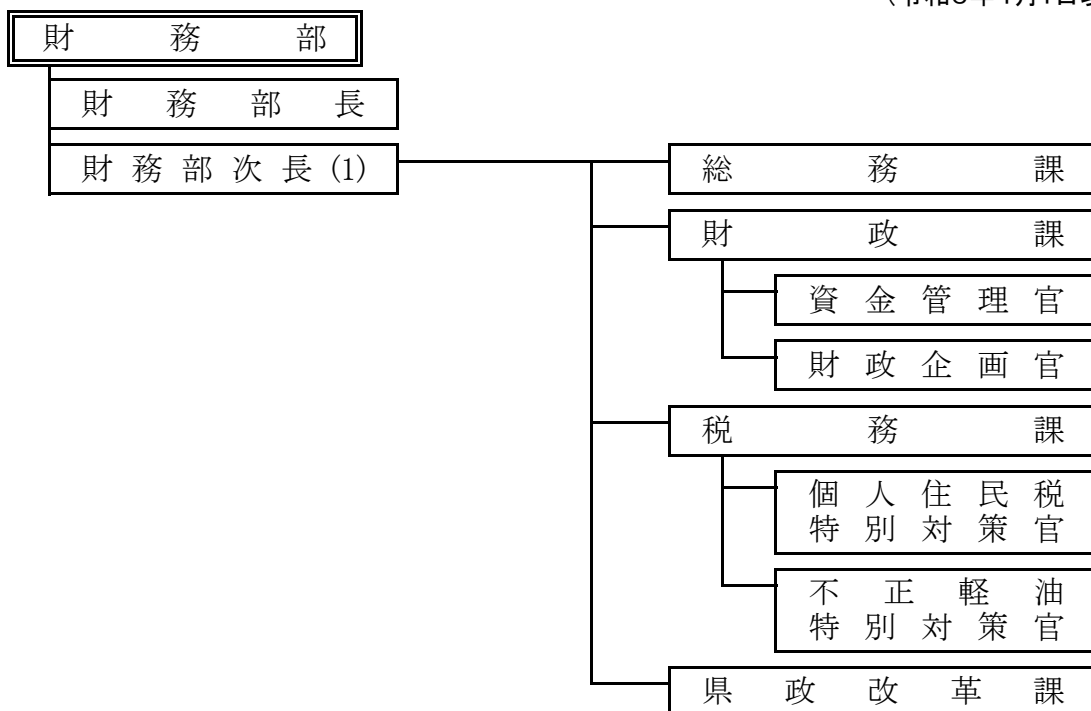 財務部
財務部長
財務部次長(1)
総務課
財政課
資金管理官
財政企画官
税務課
個人住民税
特別対策官
不正軽油
特別対策官
県政改革課